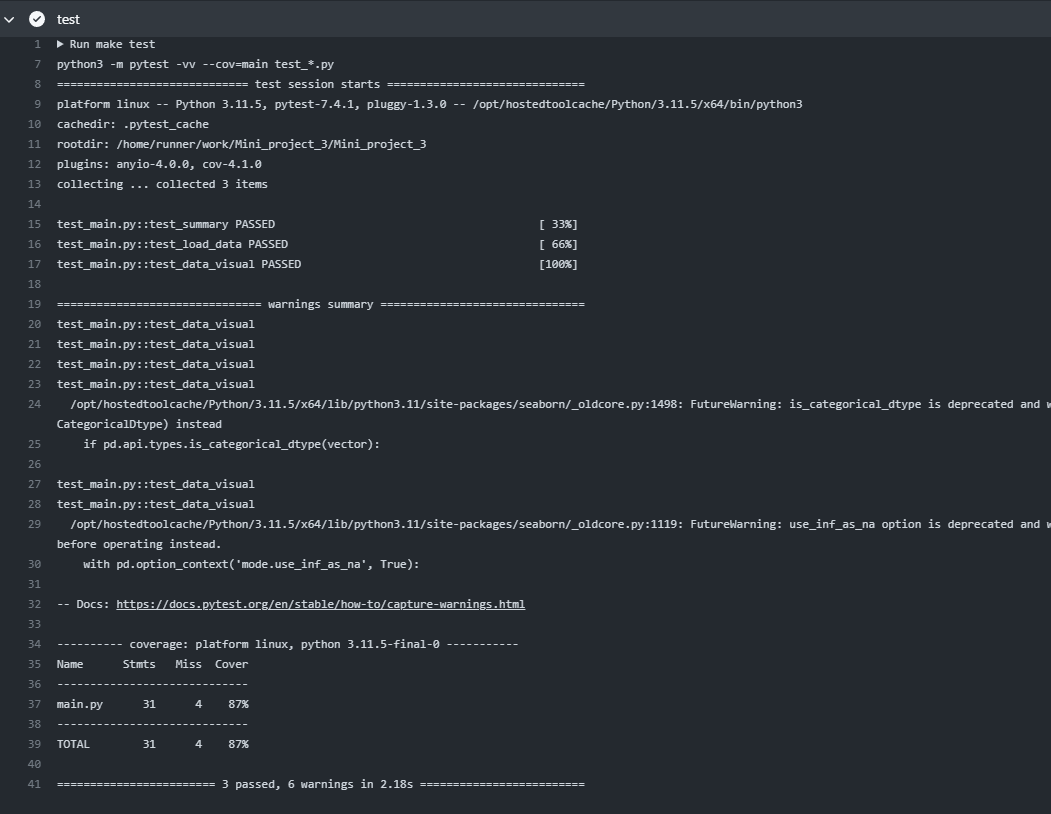 test
1 ▶ Run make test
7 python3 -m pytest -vv --cov=main test_*.py
8 ============================= test session starts ==============================
9 platform linux -- Python 3.11.5, pytest-7.4.1, pluggy-1.3.0 -- /opt/hostedtoolcache/Python/3.11.5/x64/bin/python3
10 cachedir: .pytest_cache
11 rootdir: /home/runner/work/Mini_project_3/Mini_project_3
12 plugins: anyio-4.0.0, cov-4.1.0
13 collecting ... collected 3 items
14
15 test_main.py::test_summary PASSED [ 33%]
16 test_main.py::test_load_data PASSED [ 66%]
17 test_main.py::test_data_visual PASSED [100%]
18
19 =============================== warnings summary ===============================
20 test_main.py::test_data_visual
21 test_main.py::test_data_visual
22 test_main.py::test_data_visual
23 test_main.py::test_data_visual
24 /opt/hostedtoolcache/Python/3.11.5/x64/lib/python3.11/site-packages/seaborn/_oldcore.py:1498: FutureWarning: is_categorical_dtype is deprecated and
CategoricalDtype) instead
25 if pd.api.types.is_categorical_dtype(vector):
26
27 test_main.py::test_data_visual
28 test_main.py::test_data_visual
29 /opt/hostedtoolcache/Python/3.11.5/x64/lib/python3.11/site-packages/seaborn/_oldcore.py:1119: FutureWarning: use_inf_as_na option is deprecated and
before operating instead.
30 with pd.option_context('mode.use_inf_as_na', True):
31
32 -- Docs: https://docs.pytest.org/en/stable/how-to/capture-warnings.html
33
34 ---------- coverage: platform linux, python 3.11.5-final-0 -----------
35 Name Stmts Miss Cover
36 -----------------------------
37 main.py 31 4 87%
38 -----------------------------
39 TOTAL 31 4 87%
40
41 ======================== 3 passed, 6 warnings in 2.18s =========================